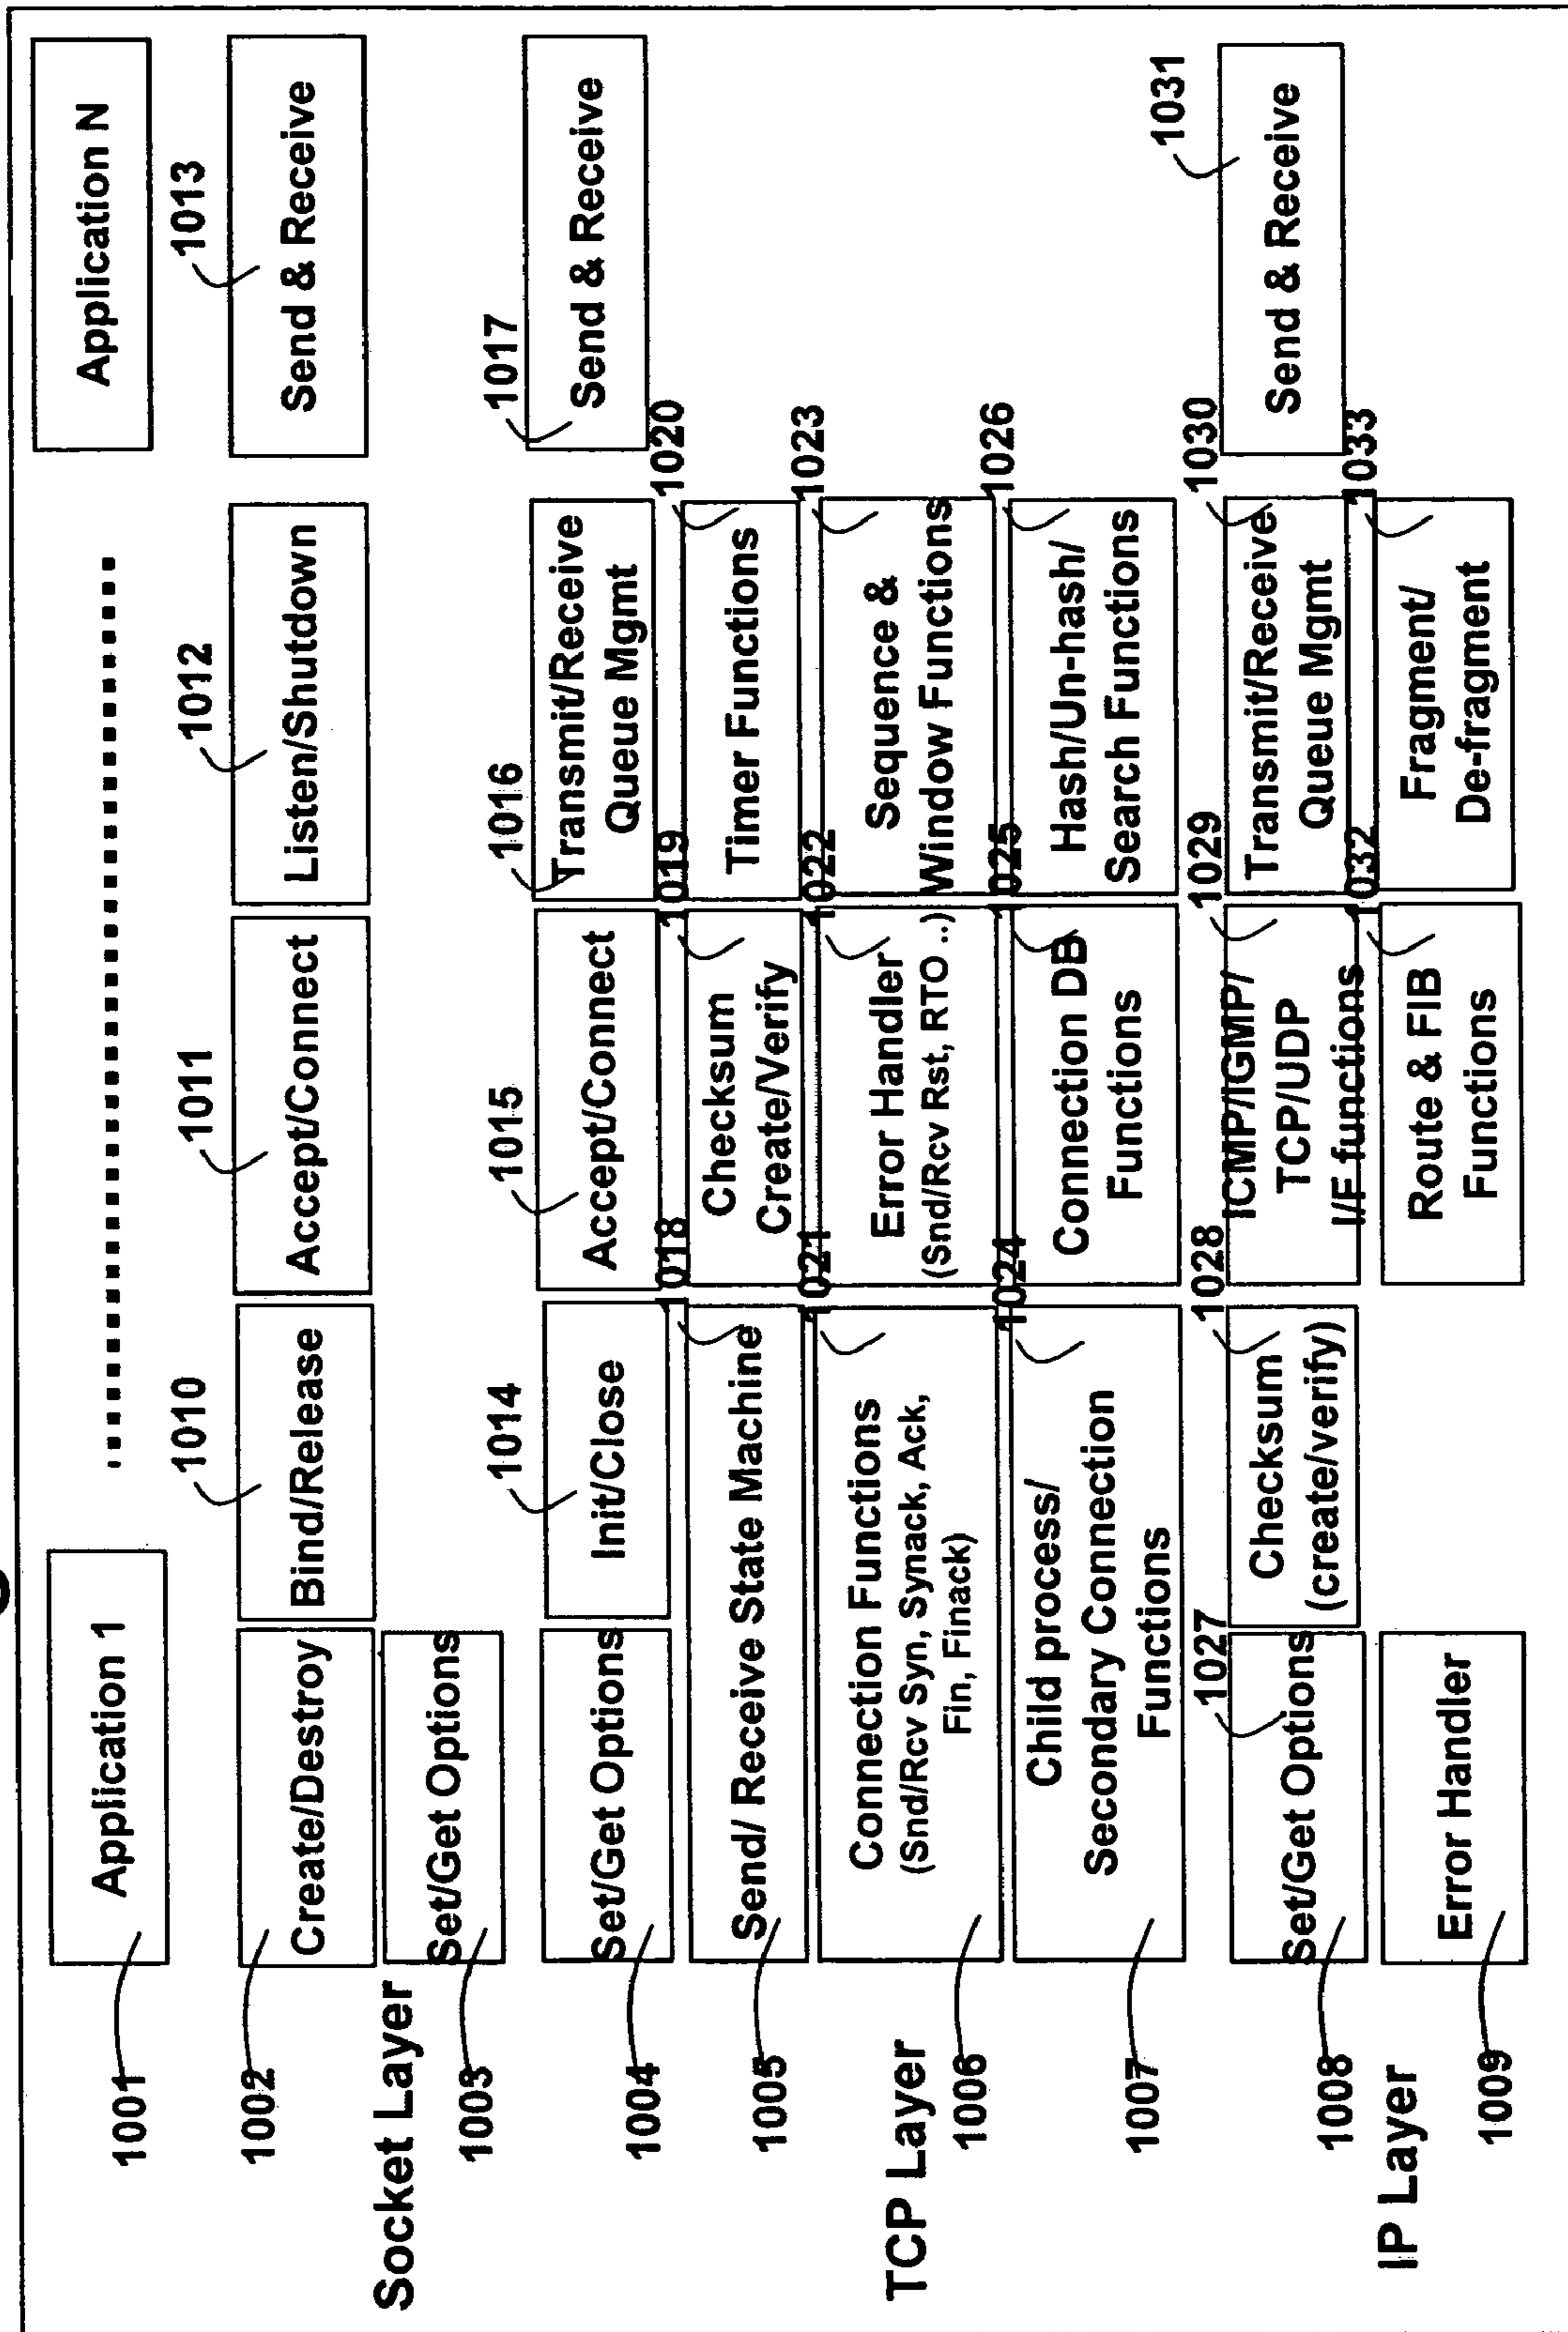 Application 1
Application N
1001
1010
1011
1012
1013
1002
Create/Destroy
Bind/Release
Accept/Connect
Listen/Shutdown
Send & Receive
Socket Layer
Set/Get Options
1003
1014
1015
1016
1017
1004
Set/Get Options
Init/Close
Accept/Connect
Transmit/Receive
Queue Mgmt
Send & Receive
1018
1019
1020
1005
Send/ Receive State Machine
Checksum
Create/Verify
Timer Functions
1021
1022
1023
TCP Layer
1006
Connection Functions
(Snd/Rcv Syn, Synack, Ack,
Fin, Finack)
Error Handler
(Snd/Rcv Rst, RTO ..)
Sequence &
Window Functions
1024
1025
1026
1007
Child process/
Secondary Connection
Functions
Connection DB
Functions
Hash/Un-hash/
Search Functions
1027
1028
1029
1030
1031
1008
Set/Get Options
Checksum
(create/verify)
ICMP/IGMP/
TCP/UDP
I/F functions
Transmit/Receive
Queue Mgmt
Send & Receive
1032
1033
IP Layer
1009
Error Handler
Route & FIB
Functions
Fragment/
De-fragment